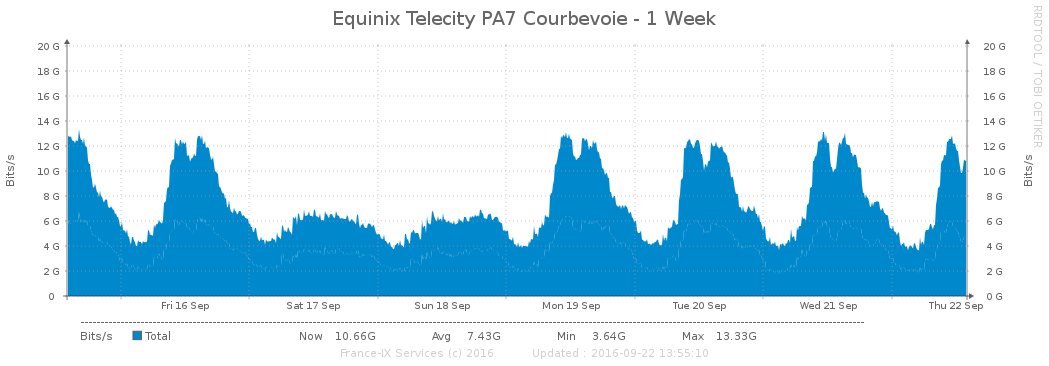 Equinix Telecity PA7 Courbevoie - 1 Week
RRDTOOL / TOBI OETIKER
20 G 20 G
18 G 18 G
16 G 16 G
14 G 14 G
12 G 12 G
10 G 10 G
8 G 8 G
6 G 6 G
4 G 4 G
2 G 2 G
0 0 G
Bits/s
Bits/s
Fri 16 Sep Sat 17 Sep Sun 18 Sep Mon 19 Sep Tue 20 Sep Wed 21 Sep Thu 22 Sep
Bits/s Total Now 10.66G Avg 7.43G Min 3.64G Max 13.33G
France-IX Services (c) 2016 Updated : 2016-09-22 13:55:10